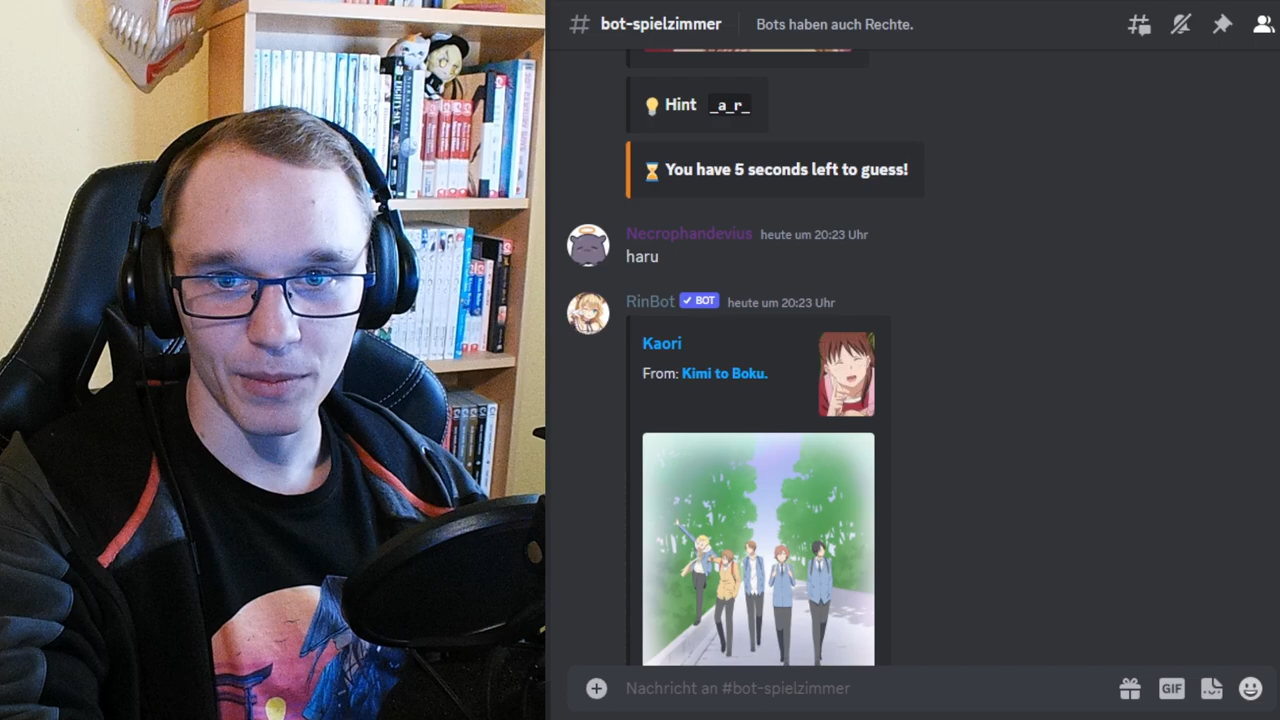 bot-spielzimmer
Bots haben auch Rechte.
Hint _a_r_
You have 5 seconds left to guess!
Necrophandevius heute um 20:23 Uhr
haru
RinBot BOT heute um 20:23 Uhr
Kaori
From: Kimi to Boku.
Nachricht an #bot-spielzimmer
GIF